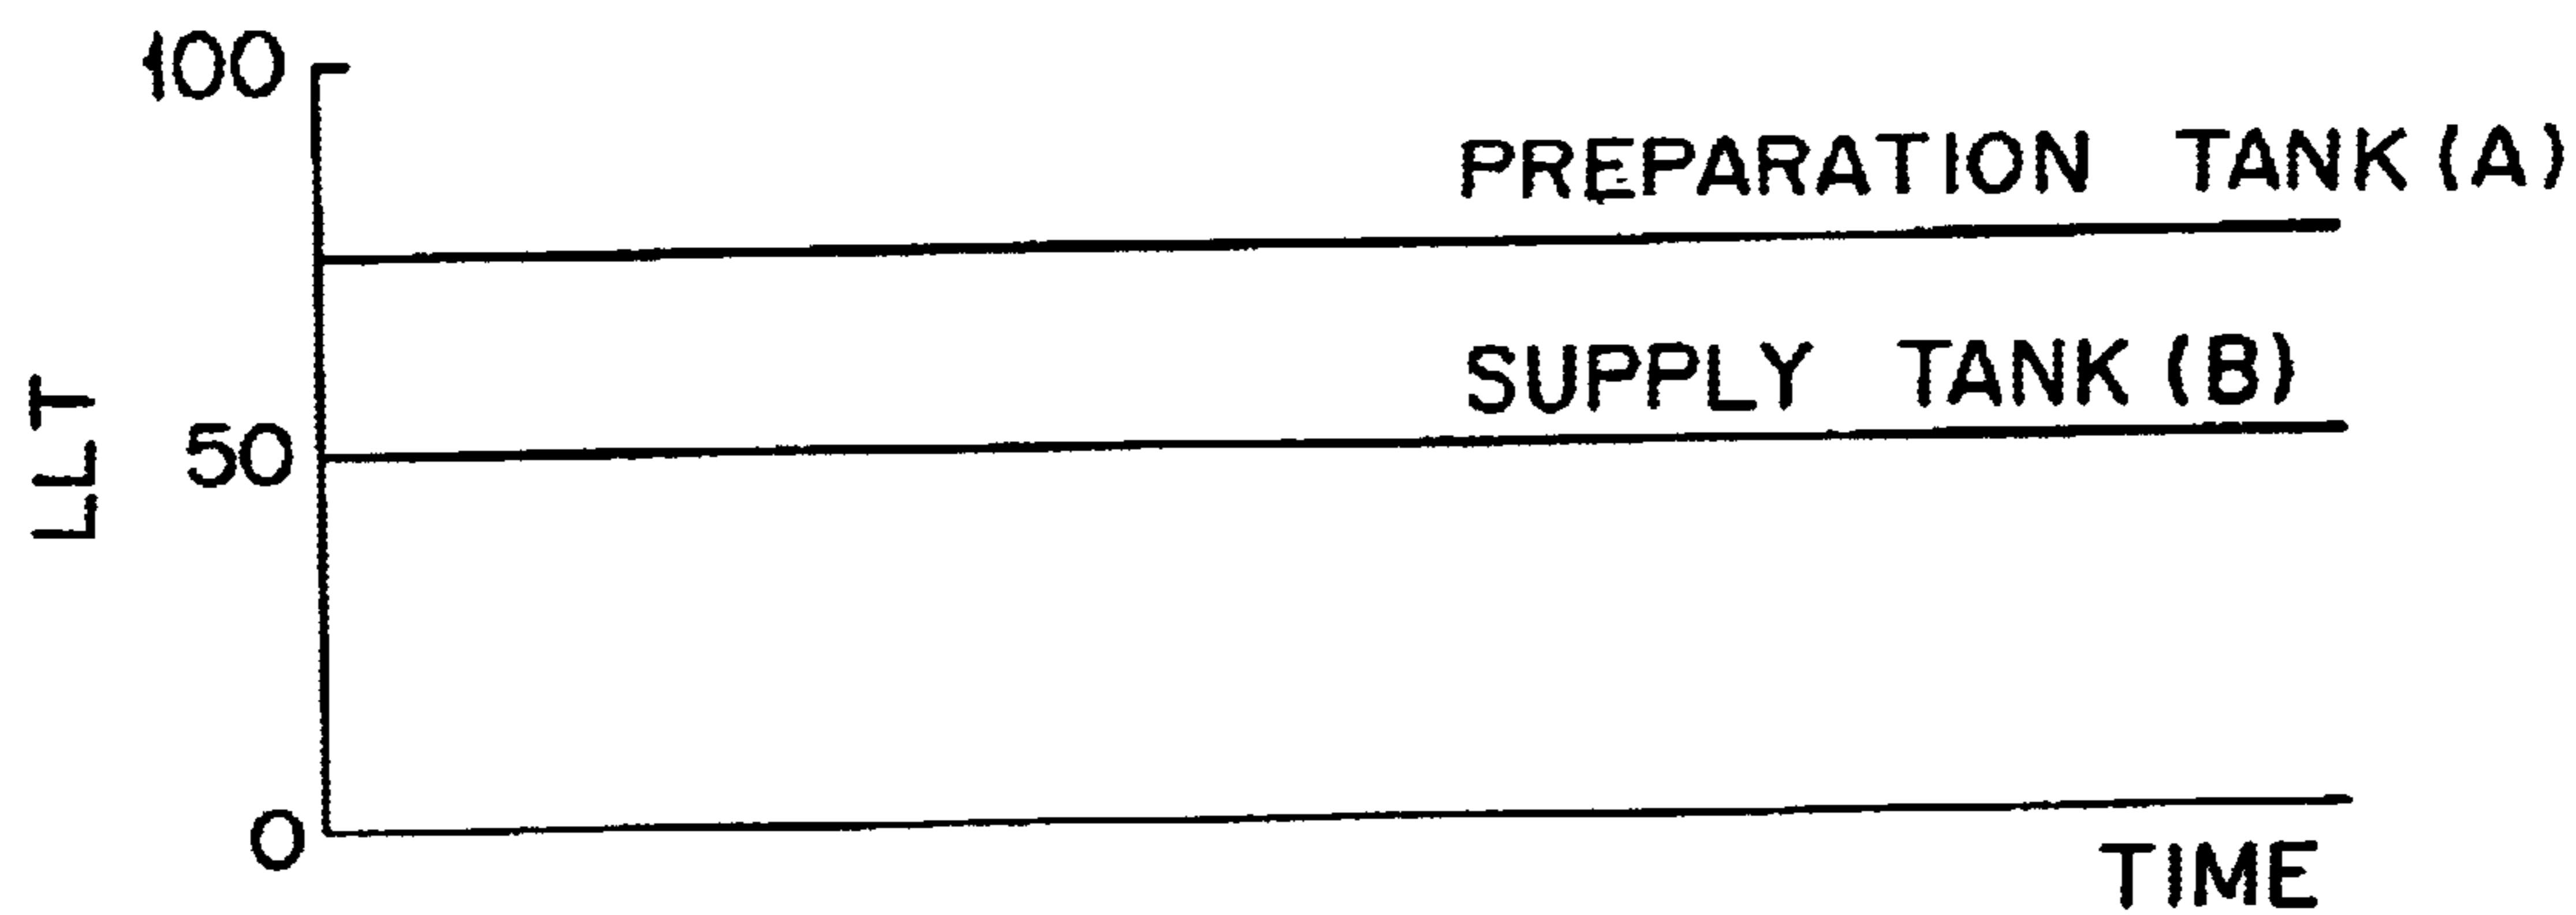 100
PREPARATION TANK (A)
SUPPLY TANK (B)
50
LLT
0
TIME